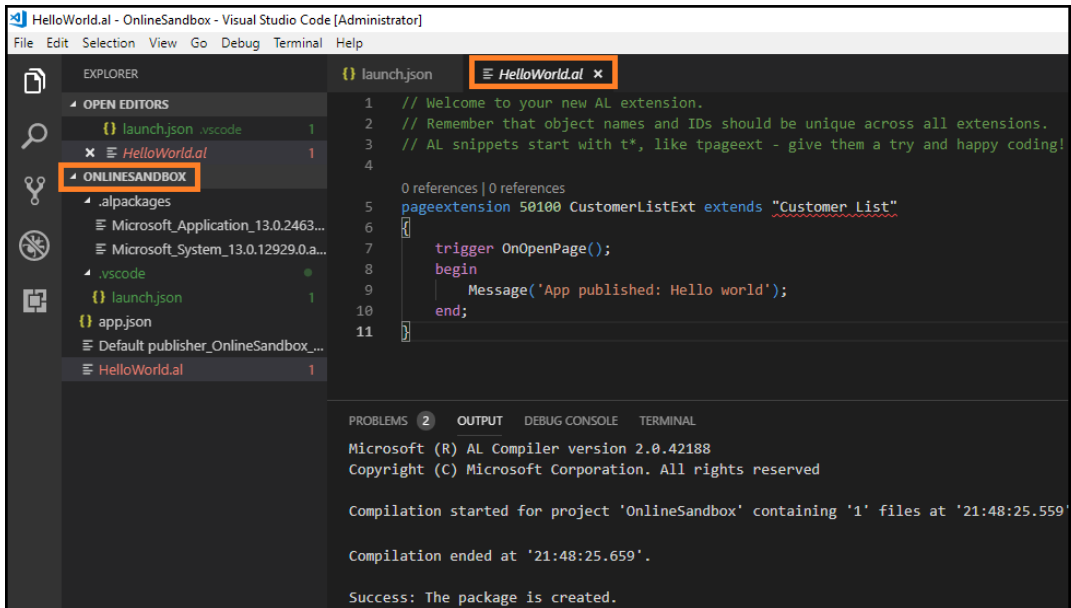 HelloWorld.al - OnlineSandbox - Visual Studio Code [Administrator]
File Edit Selection View Go Debug Terminal Help
EXPLORER
OPEN EDITORS
{} launch.json .vscode 1
× HelloWorld.al 1
ONLINESANDBOX
.alpackages
Microsoft_Application_13.0.2463...
Microsoft_System_13.0.12929.0.a...
.vscode
{} launch.json 1
{} app.json
Default publisher_OnlineSandbox_...
HelloWorld.al 1
{} launch.json HelloWorld.al ×
1 // Welcome to your new AL extension.
2 // Remember that object names and IDs should be unique across all extensions.
3 // AL snippets start with t*, like tpageext - give them a try and happy coding!
4
0 references | 0 references
5 pageextension 50100 CustomerListExt extends "Customer List"
6 {
7 trigger OnOpenPage();
8 begin
9 Message('App published: Hello world');
10 end;
11 }
PROBLEMS 2 OUTPUT DEBUG CONSOLE TERMINAL
Microsoft (R) AL Compiler version 2.0.42188
Copyright (C) Microsoft Corporation. All rights reserved
Compilation started for project 'OnlineSandbox' containing '1' files at '21:48:25.559'
Compilation ended at '21:48:25.659'.
Success: The package is created.